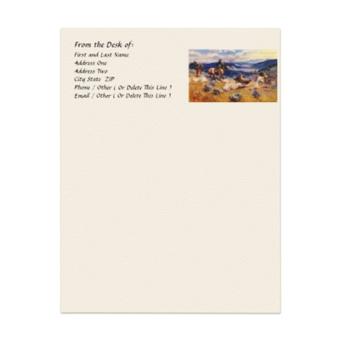 From the Desk of:
First and Last Name
Address One
Address Two
City State ZIP
Phone / Other ( Or Delete This Line )
Email / Other ( Or Delete This Line )